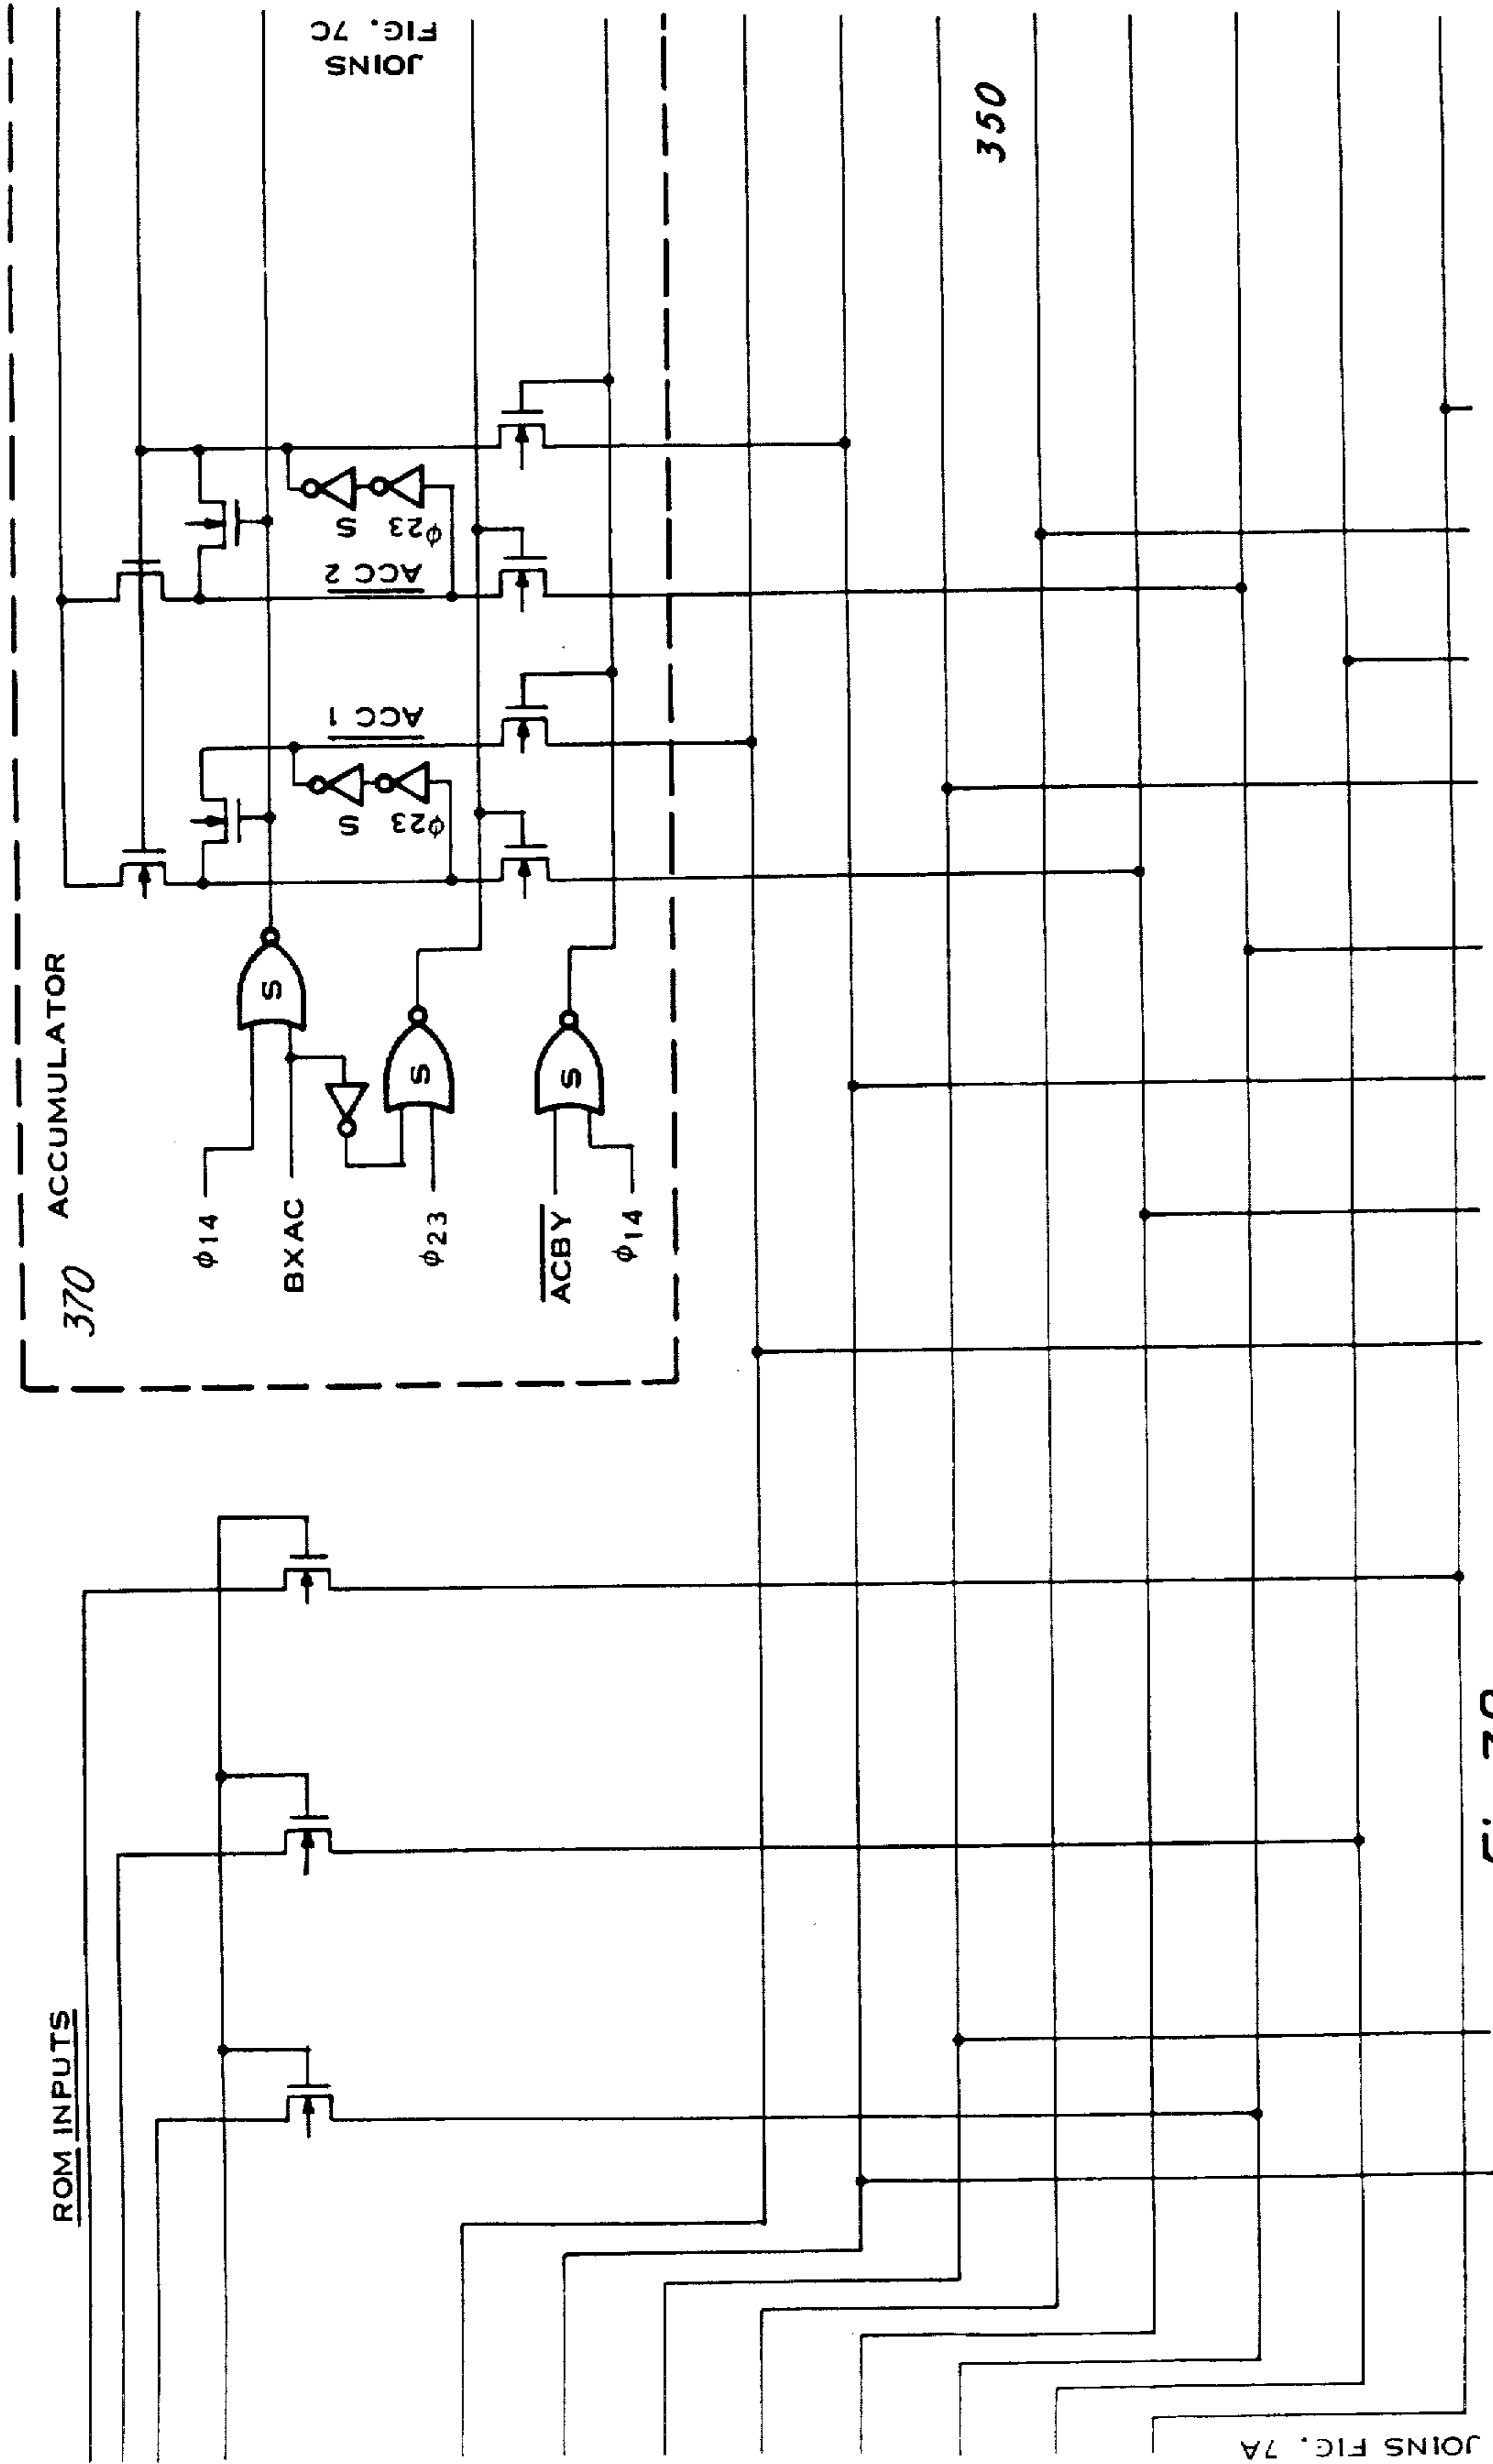 JOINS
FIG. 7C
370
ACCUMULATOR
φ14
BXAC
φ23
ACBY
φ14
S
S
S
ACC 1
S
φ23
ACC 2
S
φ23
350
ROM INPUTS
JOINS FIG. 7A